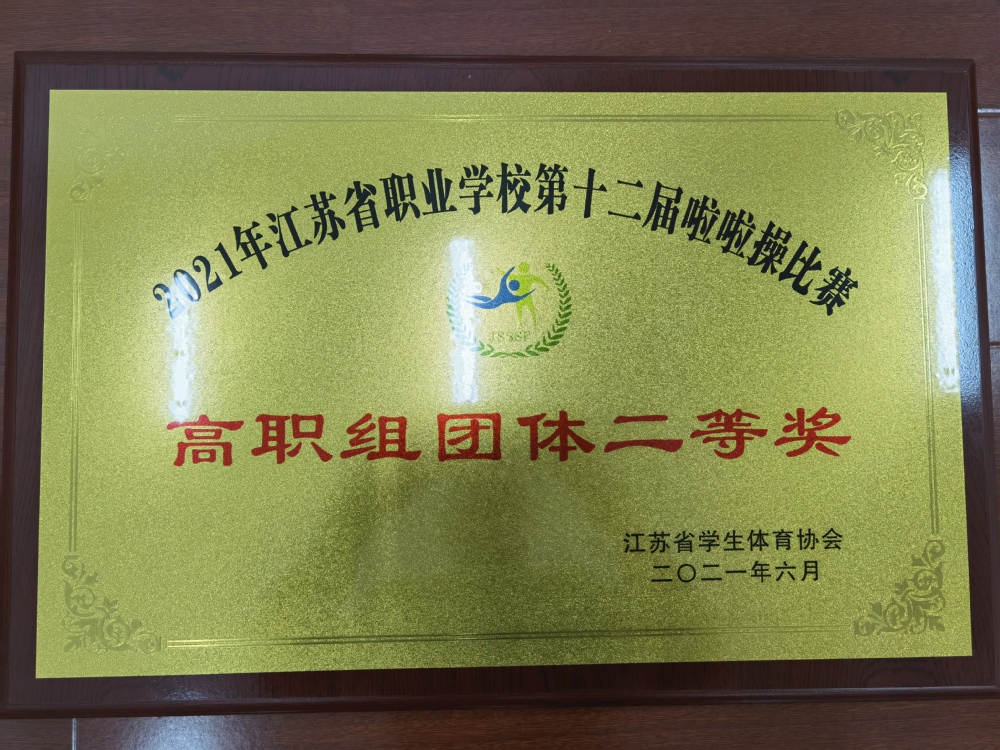 2021年江苏省职业学校第十二届啦啦操比赛
JSSSF
高职组团体二等奖
江苏省学生体育协会
二〇二一年六月